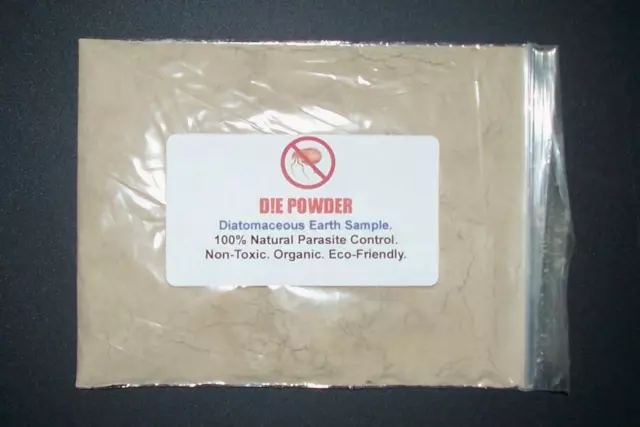 D!E POWDER
Diatomaceous Earth Sample.
100% Natural Parasite Control.
Non-Toxic. Organic. Eco-Friendly.